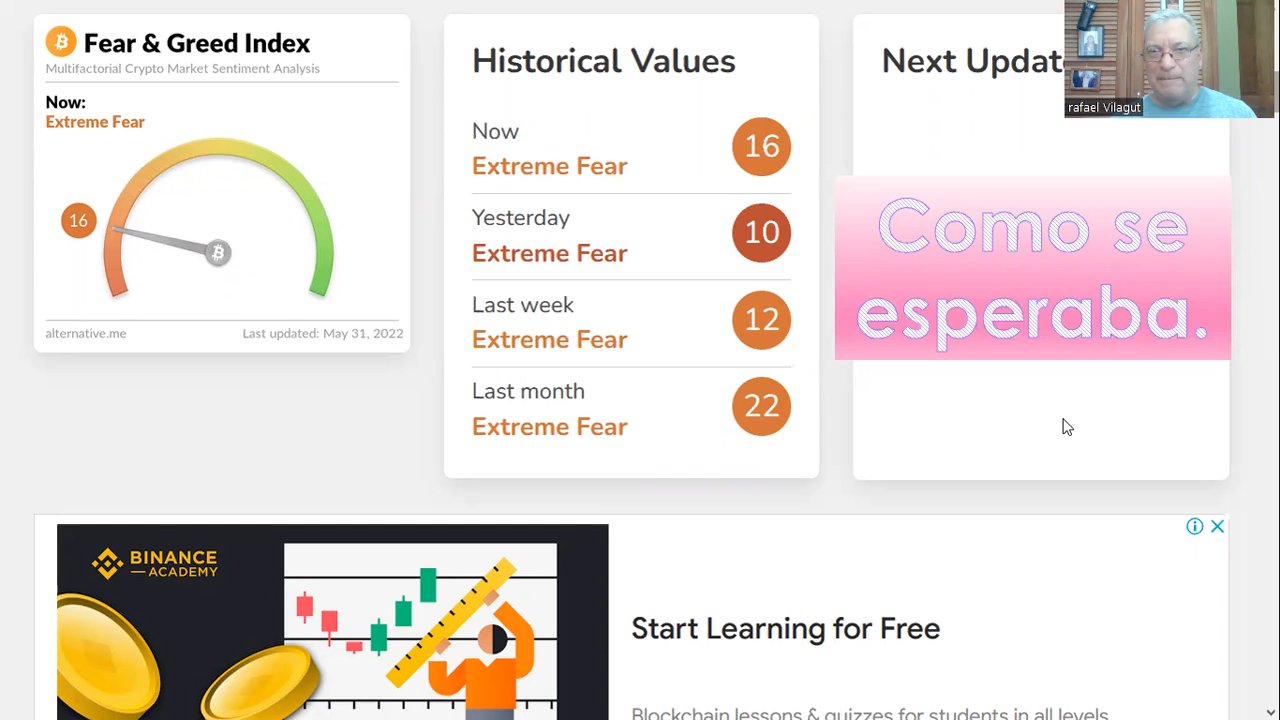 Fear & Greed Index
Multifactorial Crypto Market Sentiment Analysis
Now:
Extreme Fear
16
alternative.me
Last updated: May 31, 2022
Historical Values
Now
Extreme Fear
16
Yesterday
Extreme Fear
10
Last week
Extreme Fear
12
Last month
Extreme Fear
22
Next Updat
rafael Vilagut
Como se
esperaba.
BINANCE
ACADEMY
Start Learning for Free
Blockchain lessons & quizzes for students in all levels